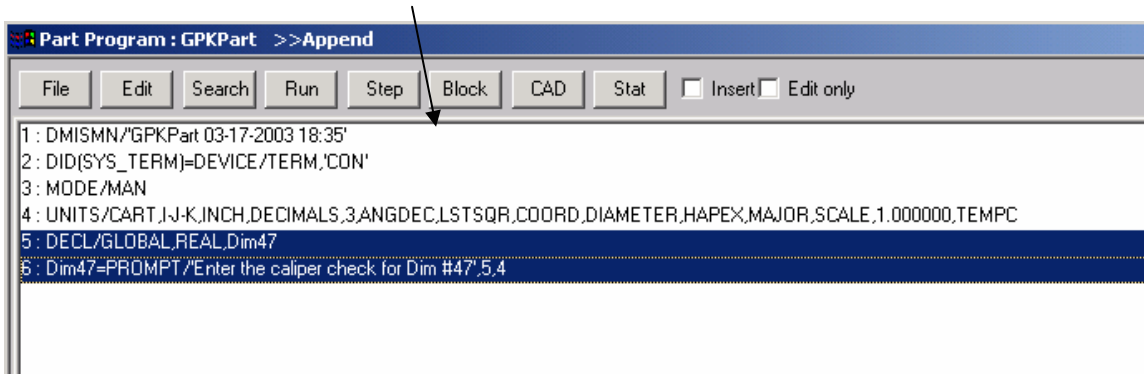 Part Program : GPKPart >>Append
File Edit Search Run Step Block CAD Stat Insert Edit only
1 : DMISMN/'GPKPart 03-17-2003 18:35'
2 : DID(SYS_TERM)=DEVICE/TERM,'CON'
3 : MODE/MAN
4 : UNITS/CART,I-J-K,INCH,DECIMALS,3,ANGDEC,LSTSQR,COORD,DIAMETER,HAPEX,MAJOR,SCALE,1.000000,TEMPC
5 : DECL/GLOBAL,REAL,Dim47
6 : Dim47=PROMPT/'Enter the caliper check for Dim #47',5,4